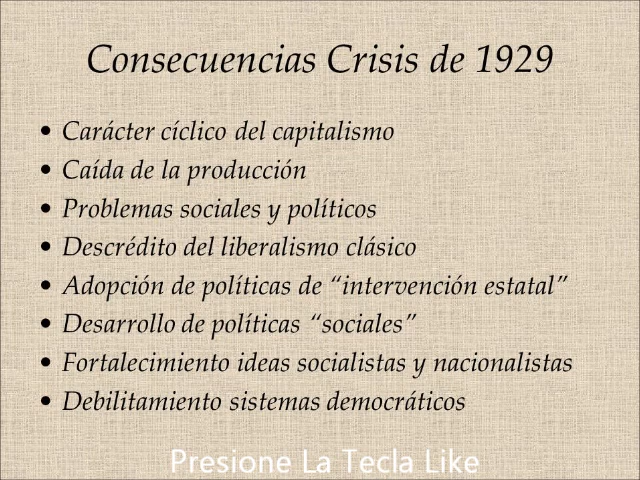 Consecuencias Crisis de 1929
• Carácter cíclico del capitalismo
• Caída de la producción
• Problemas sociales y políticos
• Descrédito del liberalismo clásico
• Adopción de políticas de “intervención estatal”
• Desarrollo de políticas “sociales”
• Fortalecimiento ideas socialistas y nacionalistas
• Debilitamiento sistemas democráticos
Presione La Tecla Like